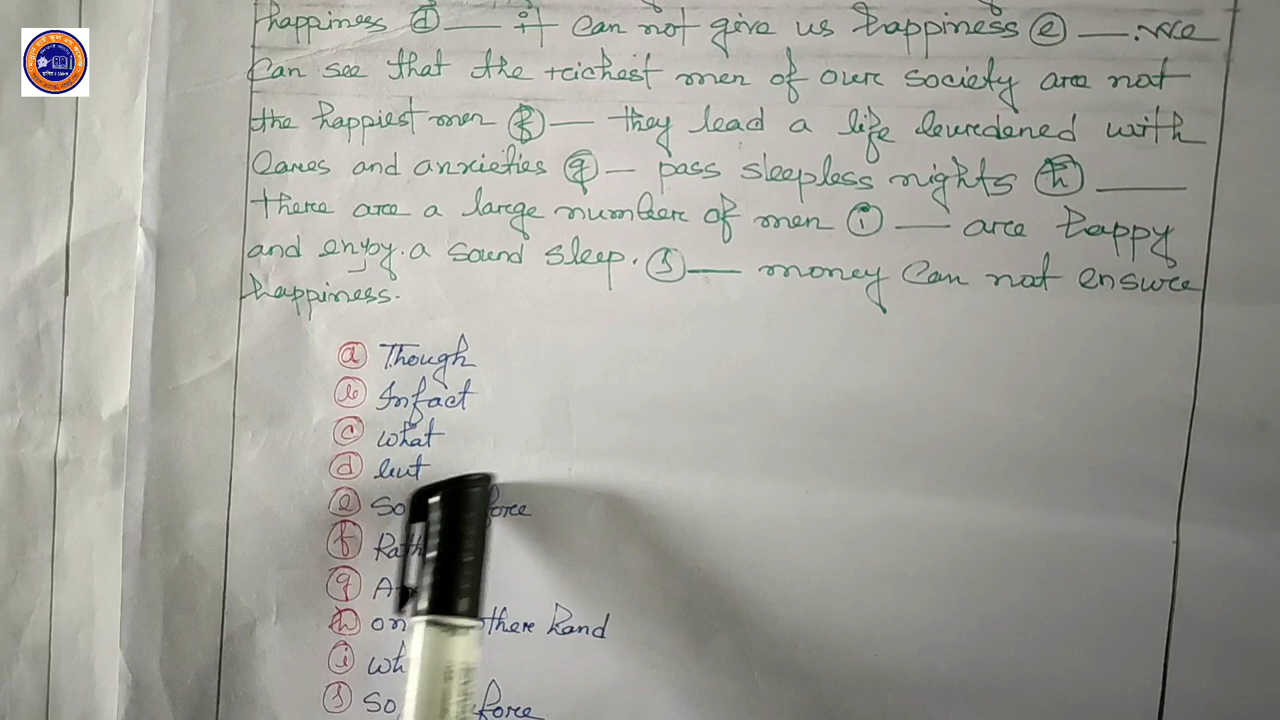 happiness ⓓ — it can not give us happiness ⓔ —. we
Can see that the richest men of our society are not
the happiest men ⓕ — they lead a life burdened with
Cares and anxieties ⓖ — pass sleepless nights ⓗ —
there are a large number of men ⓘ — are happy
and enjoy. a sound sleep. ⓙ — money can not ensure
happiness.
ⓐ Though
ⓑ Infact
ⓒ what
ⓓ but
ⓔ So
ⓕ
ⓖ
ⓗ on other hand
ⓘ
ⓙ So